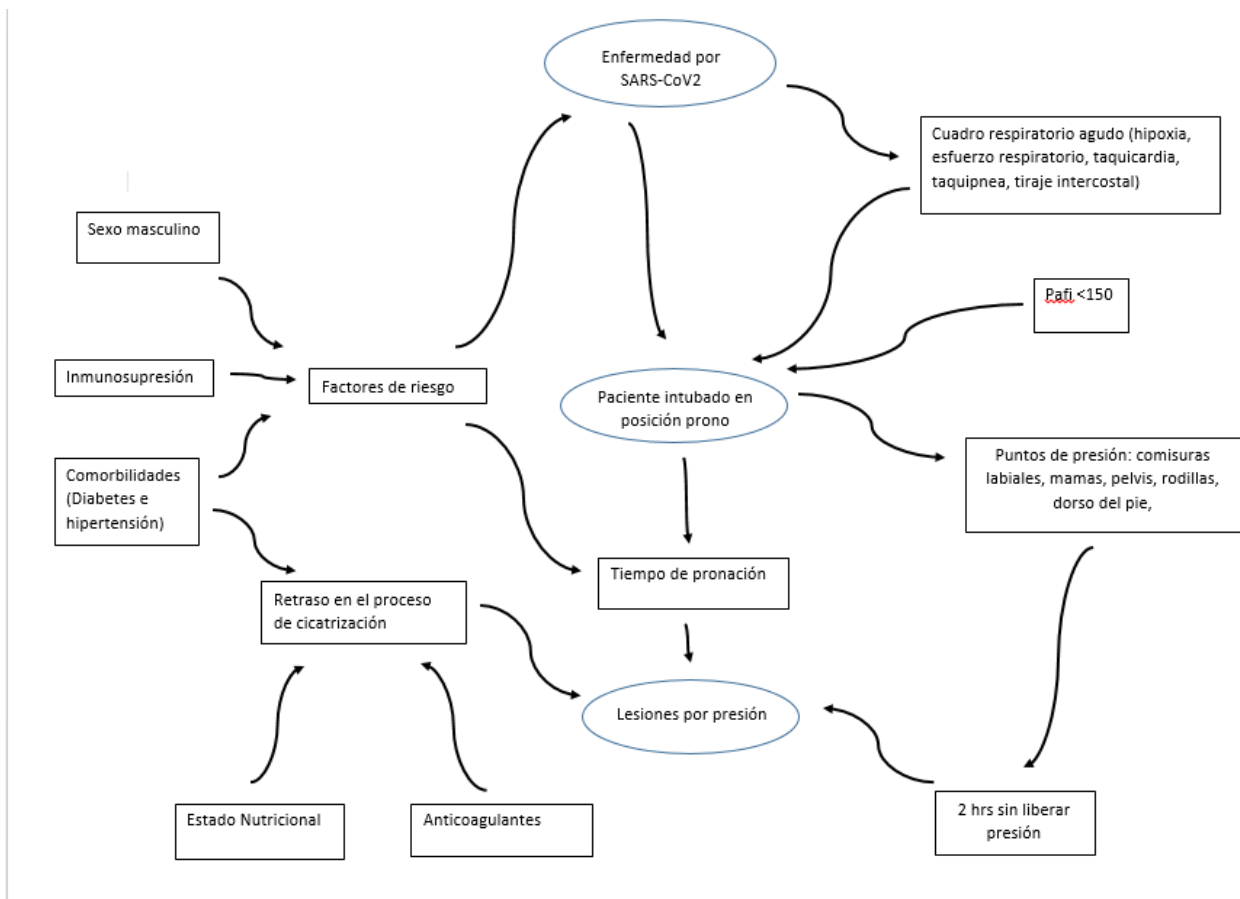 Enfermedad por
SARS-CoV2
Cuadro respiratorio agudo (hipoxia,
esfuerzo respiratorio, taquicardia,
taquipnea, tiraje intercostal)
Sexo masculino
Pafi <150
Inmunosupresión
Factores de riesgo
Paciente intubado en
posición prono
Comorbilidades
(Diabetes e
hipertensión)
Puntos de presión: comisuras
labiales, mamas, pelvis, rodillas,
dorso del pie,
Tiempo de pronación
Retraso en el proceso
de cicatrización
Lesiones por presión
Estado Nutricional
Anticoagulantes
2 hrs sin liberar
presión